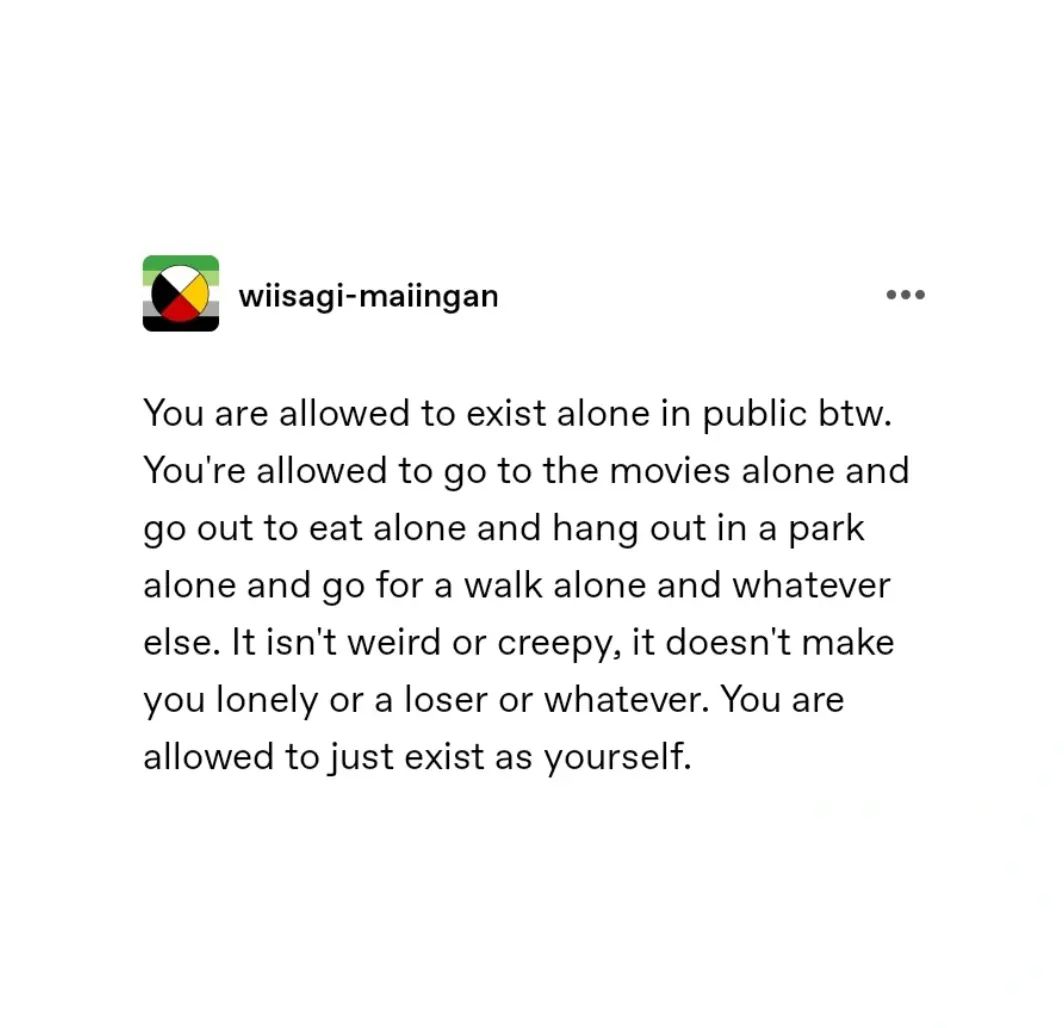 wiisagi-maiingan
You are allowed to exist alone in public btw.
You're allowed to go to the movies alone and
go out to eat alone and hang out in a park
alone and go for a walk alone and whatever
else. It isn't weird or creepy, it doesn't make
you lonely or a loser or whatever. You are
allowed to just exist as yourself.